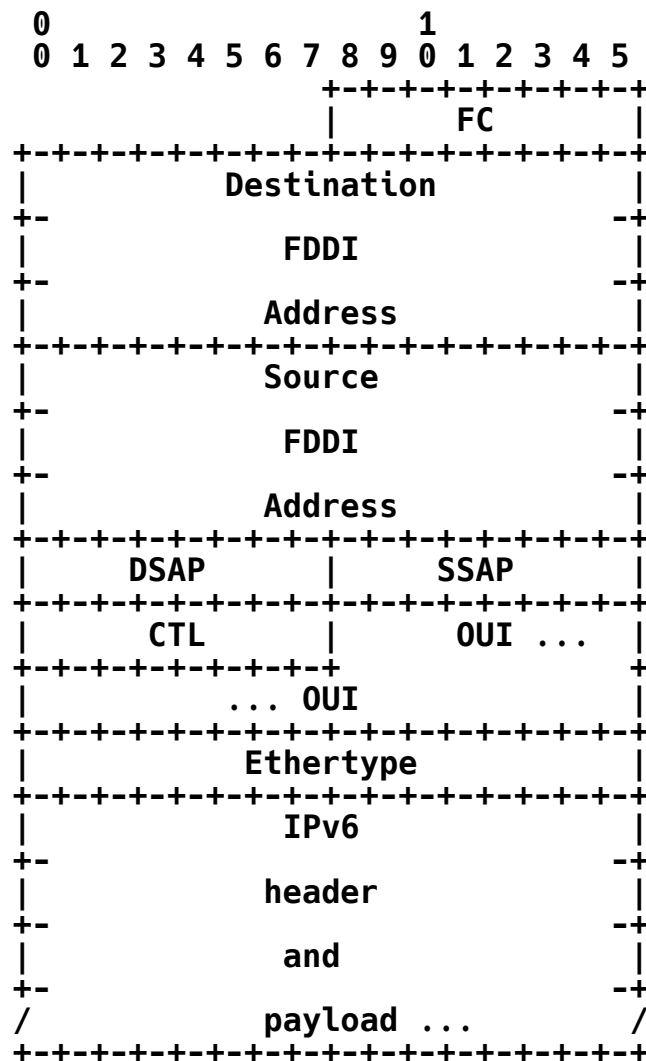 0                   1
0 1 2 3 4 5 6 7 8 9 0 1 2 3 4 5
                +-+-+-+-+-+-+-+-+
                |      FC       |
+-+-+-+-+-+-+-+-+-+-+-+-+-+-+-+-+
|          Destination          |
+-                             -+
|             FDDI              |
+-                             -+
|            Address            |
+-+-+-+-+-+-+-+-+-+-+-+-+-+-+-+-+
|            Source             |
+-                             -+
|             FDDI              |
+-                             -+
|            Address            |
+-+-+-+-+-+-+-+-+-+-+-+-+-+-+-+-+
|     DSAP      |     SSAP      |
+-+-+-+-+-+-+-+-+-+-+-+-+-+-+-+-+
|      CTL      |      OUI ...  |
+-+-+-+-+-+-+-+-+               +
|          ... OUI              |
+-+-+-+-+-+-+-+-+-+-+-+-+-+-+-+-+
|           Ethertype           |
+-+-+-+-+-+-+-+-+-+-+-+-+-+-+-+-+
|             IPv6              |
+-                             -+
|            header             |
+-                             -+
|             and               |
+-                             -+
/            payload ...        /
+-+-+-+-+-+-+-+-+-+-+-+-+-+-+-+-+